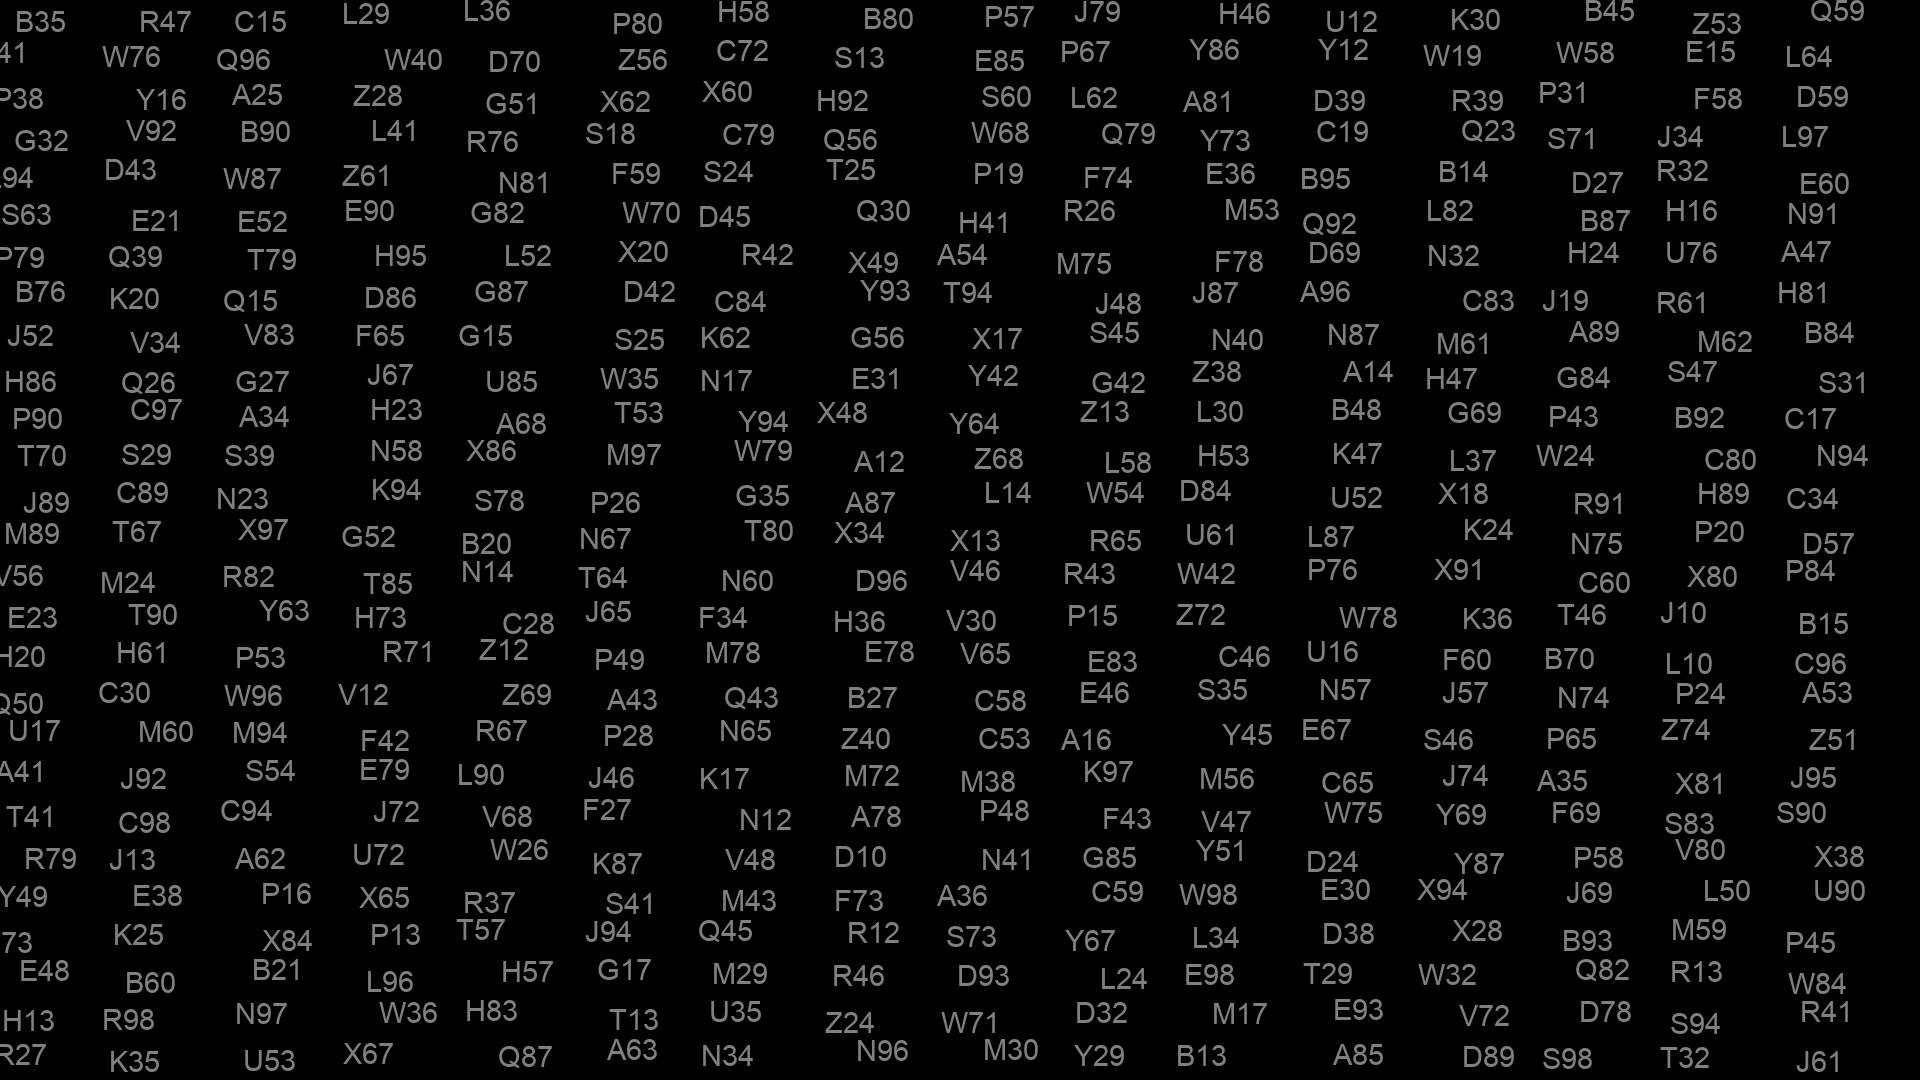 B35 R47 C15 L29 L36 P80 H58 B80 P57 J79 H46 U12 K30 B45 Z53 Q59
41 W76 Q96 W40 D70 Z56 C72 S13 E85 P67 Y86 Y12 W19 W58 E15 L64
P38 Y16 A25 Z28 G51 X62 X60 H92 S60 L62 A81 D39 R39 P31 F58 D59
G32 V92 B90 L41 R76 S18 C79 Q56 W68 Q79 Y73 C19 Q23 S71 J34 L97
94 D43 W87 Z61 N81 F59 S24 T25 P19 F74 E36 B95 B14 D27 R32 E60
S63 E21 E52 E90 G82 W70 D45 Q30 H41 R26 M53 Q92 L82 B87 H16 N91
P79 Q39 T79 H95 L52 X20 R42 X49 A54 M75 F78 D69 N32 H24 U76 A47
B76 K20 Q15 D86 G87 D42 C84 Y93 T94 J48 J87 A96 C83 J19 R61 H81
J52 V34 V83 F65 G15 S25 K62 G56 X17 S45 N40 N87 M61 A89 M62 B84
H86 Q26 G27 J67 U85 W35 N17 E31 Y42 G42 Z38 A14 H47 G84 S47 S31
P90 C97 A34 H23 A68 T53 Y94 X48 Y64 Z13 L30 B48 G69 P43 B92 C17
T70 S29 S39 N58 X86 M97 W79 A12 Z68 L58 H53 K47 L37 W24 C80 N94
J89 C89 N23 K94 S78 P26 G35 A87 L14 W54 D84 U52 X18 R91 H89 C34
M89 T67 X97 G52 B20 N67 T80 X34 X13 R65 U61 L87 K24 N75 P20 D57
V56 M24 R82 T85 N14 T64 N60 D96 V46 R43 W42 P76 X91 C60 X80 P84
E23 T90 Y63 H73 C28 J65 F34 H36 V30 P15 Z72 W78 K36 T46 J10 B15
H20 H61 P53 R71 Z12 P49 M78 E78 V65 E83 C46 U16 F60 B70 L10 C96
Q50 C30 W96 V12 Z69 A43 Q43 B27 C58 E46 S35 N57 J57 N74 P24 A53
U17 M60 M94 F42 R67 P28 N65 Z40 C53 A16 Y45 E67 S46 P65 Z74 Z51
A41 J92 S54 E79 L90 J46 K17 M72 M38 K97 M56 C65 J74 A35 X81 J95
T41 C98 C94 J72 V68 F27 N12 A78 P48 F43 V47 W75 Y69 F69 S83 S90
R79 J13 A62 U72 W26 K87 V48 D10 N41 G85 Y51 D24 Y87 P58 V80 X38
Y49 E38 P16 X65 R37 S41 M43 F73 A36 C59 W98 E30 X94 J69 L50 U90
73 K25 X84 P13 T57 J94 Q45 R12 S73 Y67 L34 D38 X28 B93 M59 P45
E48 B60 B21 L96 H57 G17 M29 R46 D93 L24 E98 T29 W32 Q82 R13 W84
H13 R98 N97 W36 H83 T13 U35 Z24 W71 D32 M17 E93 V72 D78 S94 R41
R27 K35 U53 X67 Q87 A63 N34 N96 M30 Y29 B13 A85 D89 S98 T32 J61